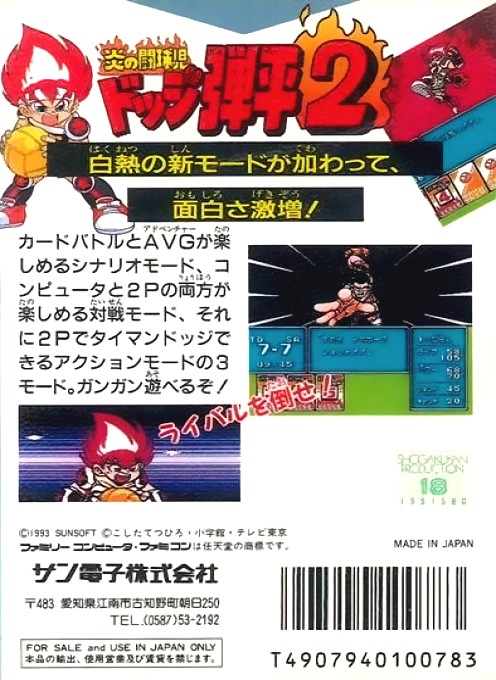 炎の闘球児
ドッジ弾平2
白熱の新モードが加わって、
面白さ激増！
カードバトルとAVGが楽
しめるシナリオモード、コ
ンピュータと2Pの両方が
楽しめる対戦モード、それ
に2Pでタイマンドッジで
きるアクションモードの3
モード。ガンガン遊べるぞ！
7-7
ライバルを倒せ！
SHOGAKUKAN
PRODUCTION
18
1551580
©1993 SUNSOFT ©こしたてつひろ・小学館・テレビ東京
ファミリー コンピュータ・ファミコンは任天堂の商標です。
MADE IN JAPAN
サン電子株式会社
〒483 愛知県江南市古知野町朝日250
TEL.(0587)53-2192
FOR SALE and USE IN JAPAN ONLY
本品の輸出、使用営業及び賃貸を禁じます。
T4907940100783